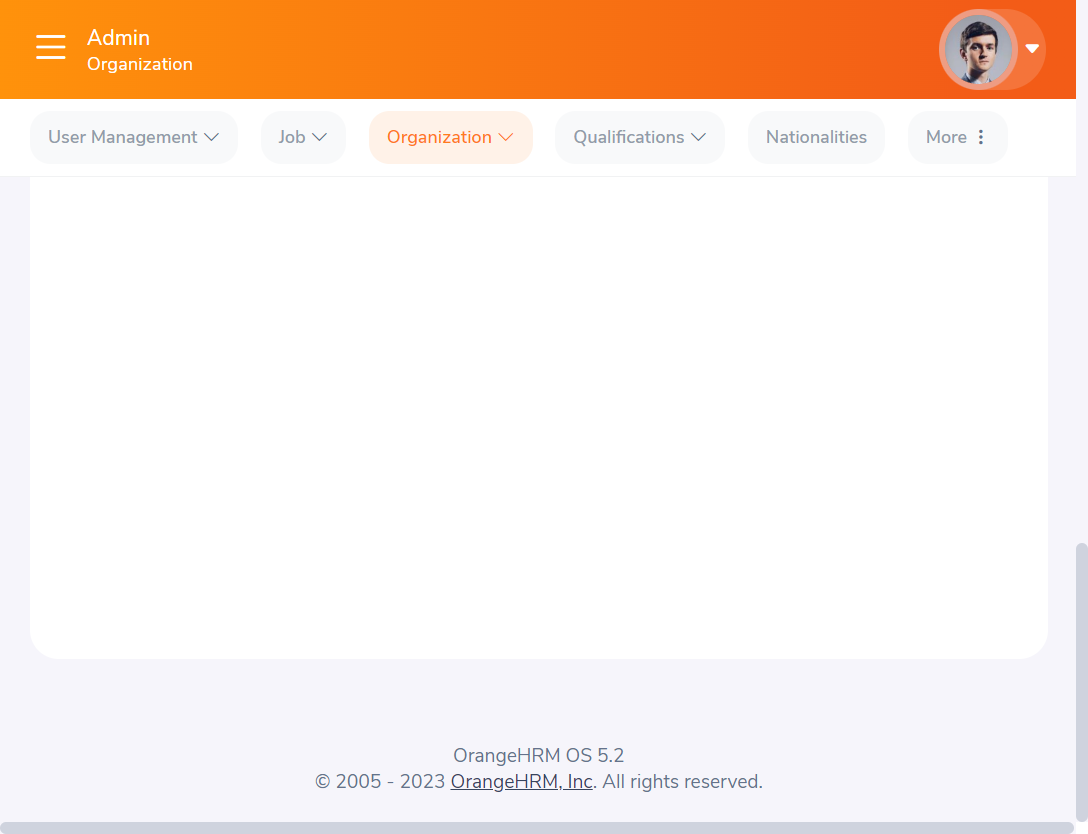 Admin
Organization
User Management
Job
Organization
Qualifications
Nationalities
More
OrangeHRM OS 5.2
© 2005 - 2023 OrangeHRM, Inc. All rights reserved.